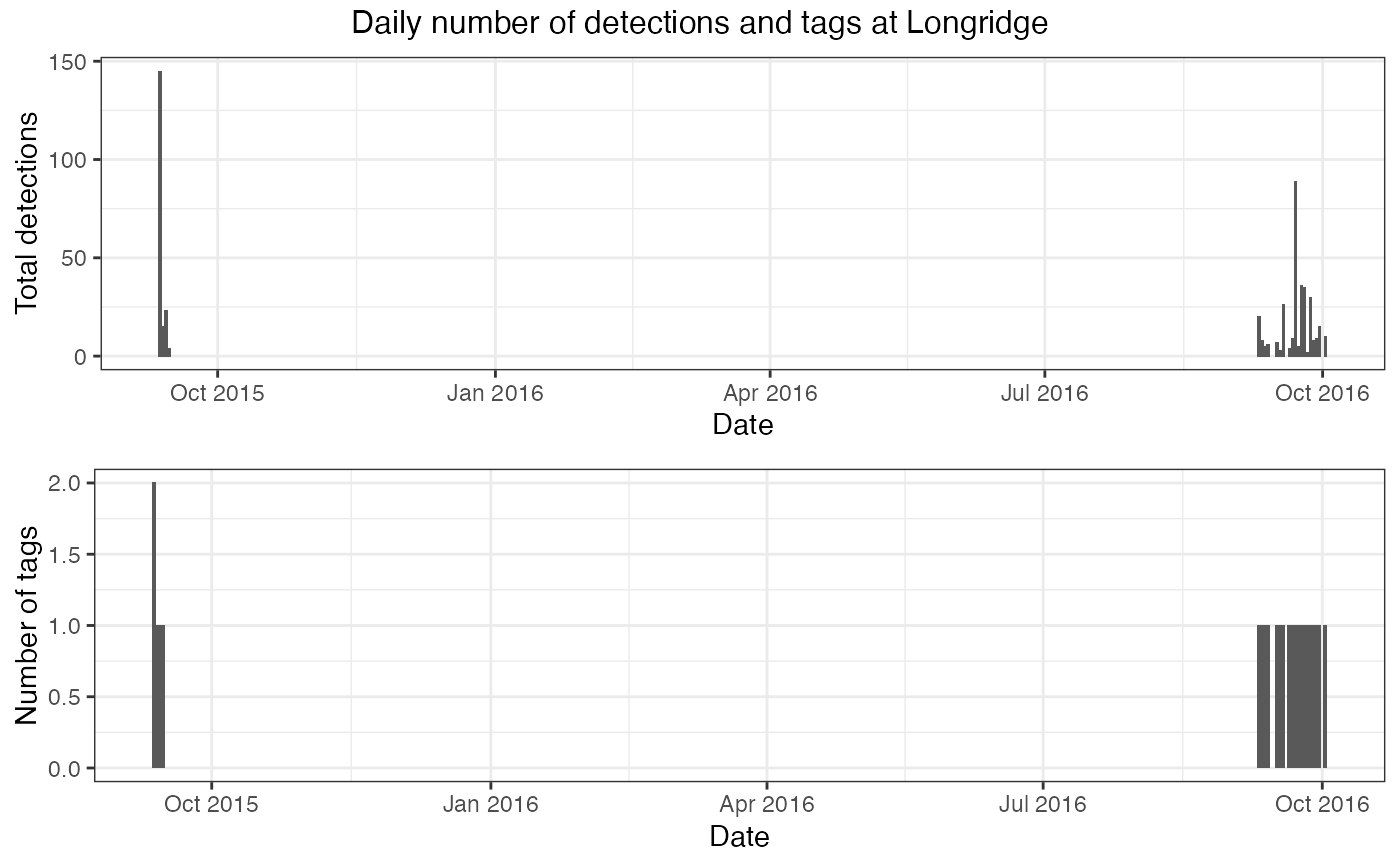 Daily number of detections and tags at Longridge
Total detections
150
100
50
0
Oct 2015 Jan 2016 Apr 2016 Jul 2016 Oct 2016
Date
Number of tags
2.0
1.5
1.0
0.5
0.0
Oct 2015 Jan 2016 Apr 2016 Jul 2016 Oct 2016
Date